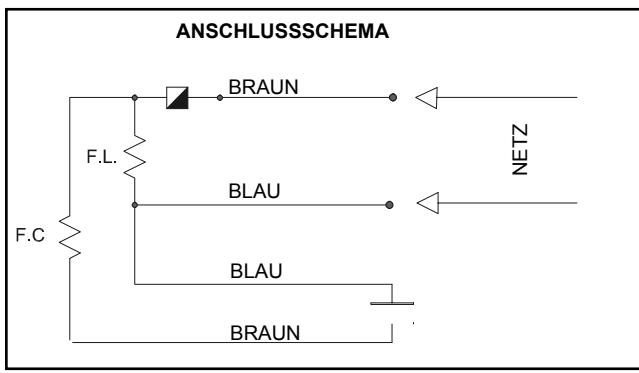 ANSCHLUSSSCHEMA
BRAUN
F.L.
NETZ
BLAU
F.C
BLAU
BRAUN